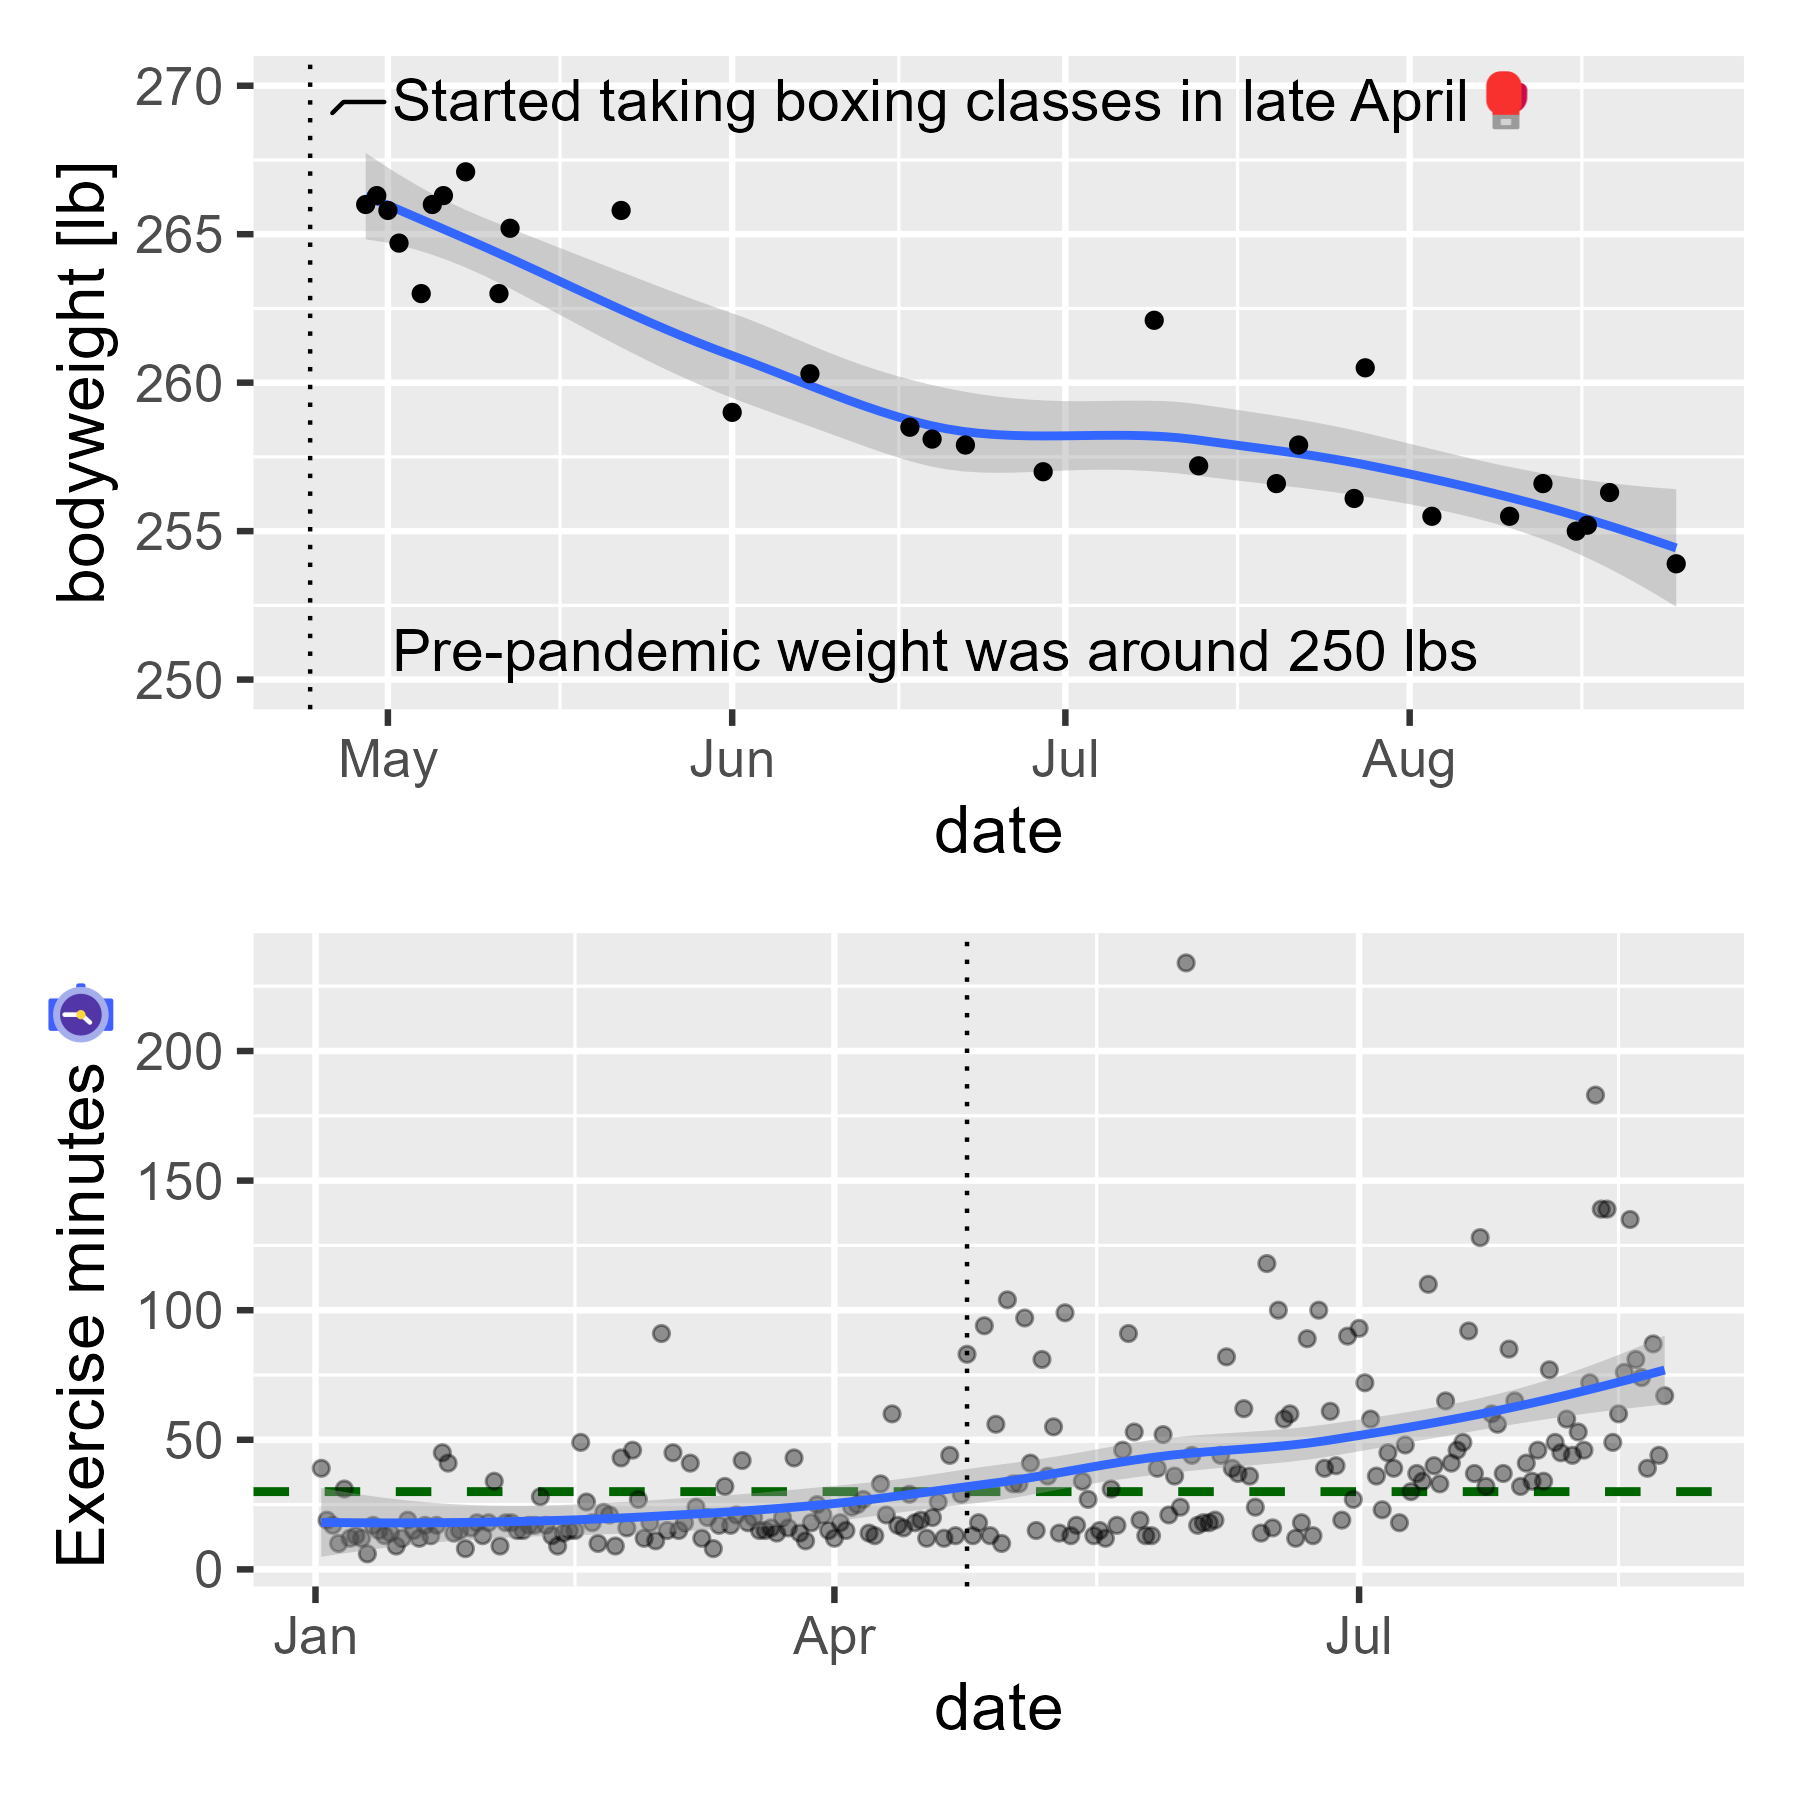 270
Started taking boxing classes in late April
265
260
255
Pre-pandemic weight was around 250 lbs
250
bodyweight [lb]
May Jun Jul Aug
date
200
150
100
50
0
Exercise minutes
Jan Apr Jul
date